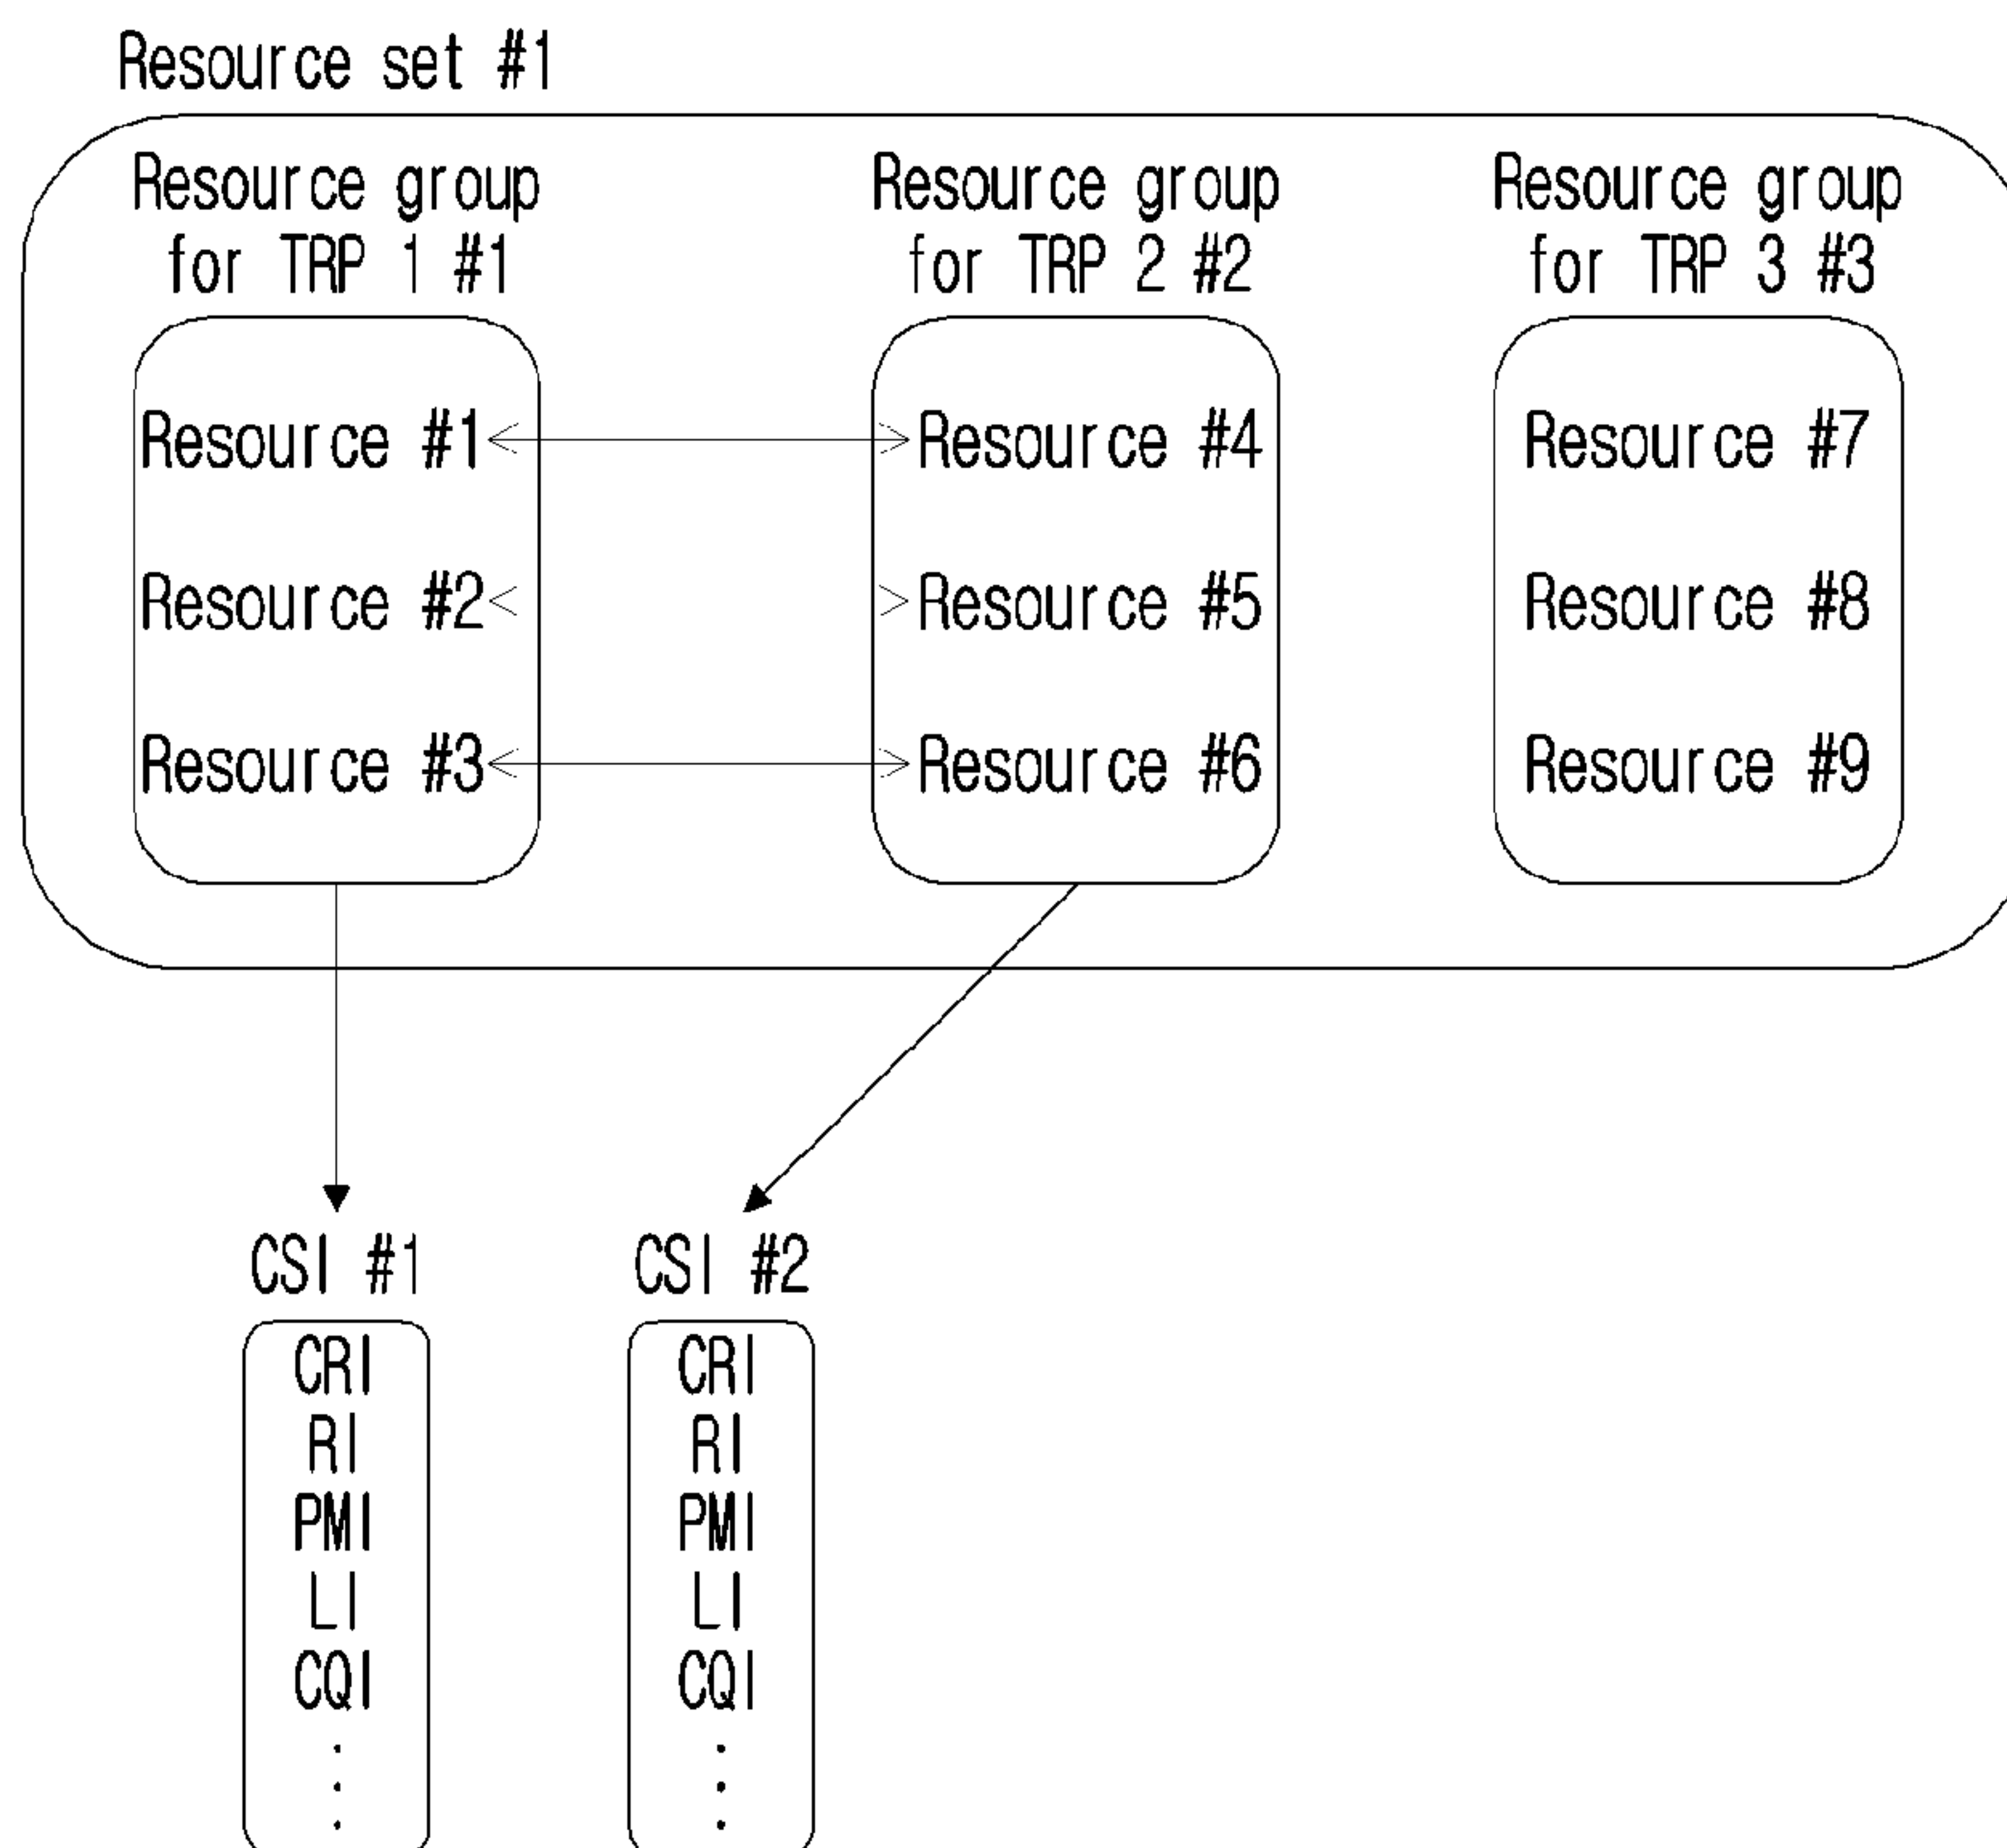 Resource set #1
Resource group
for TRP 1 #1
Resource group
for TRP 2 #2
Resource group
for TRP 3 #3
Resource #1
Resource #4
Resource #7
Resource #2
Resource #5
Resource #8
Resource #3
Resource #6
Resource #9
CSI #1
CRI
RI
PMI
LI
CQI
CSI #2
CRI
RI
PMI
LI
CQI